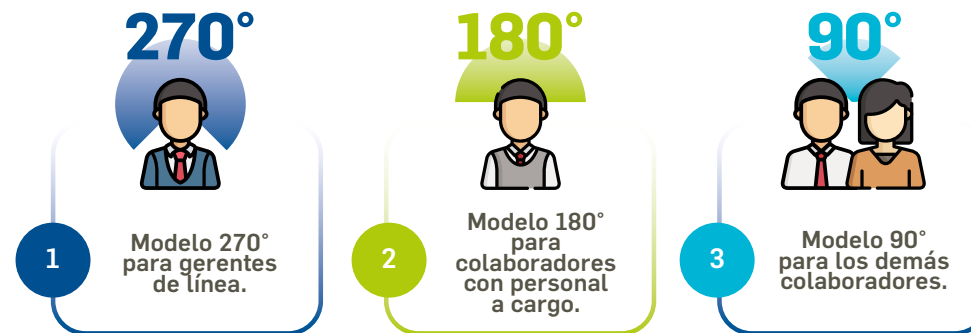 270°
1
Modelo 270°
para gerentes
de línea.
180°
2
Modelo 180°
para
colaboradores
con personal
a cargo.
90°
3
Modelo 90°
para los demás
colaboradores.